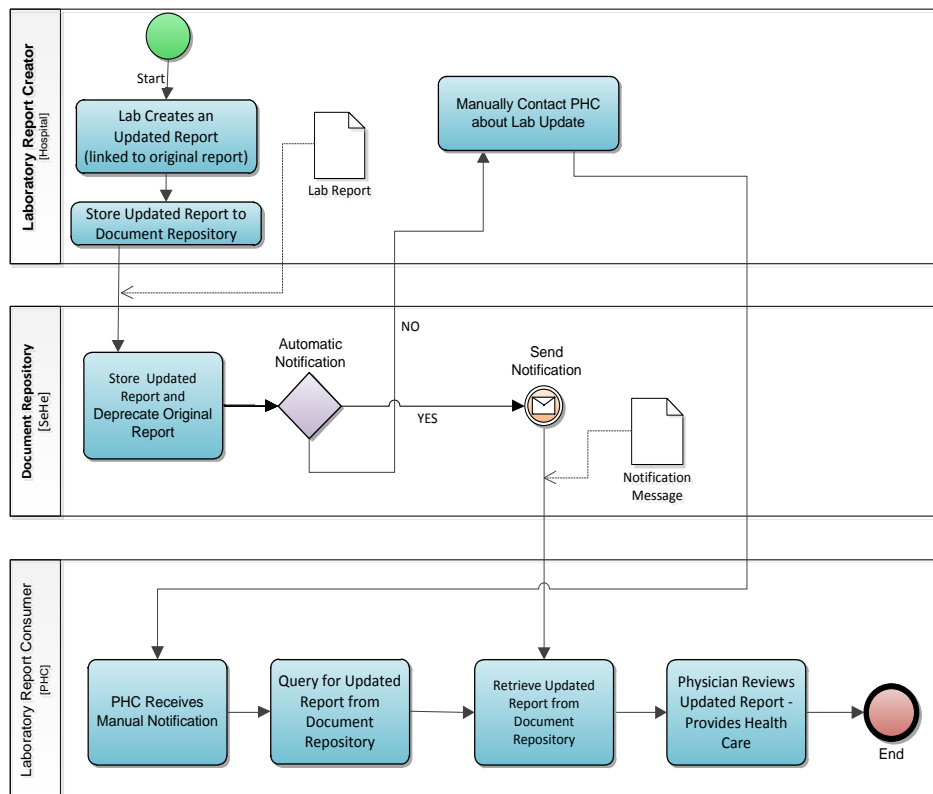 Laboratory Report Creator
[Hospital]
Start
Lab Creates an
Updated Report
(linked to original report)
Store Updated Report to
Document Repository
Lab Report
Manually Contact PHC
about Lab Update
Document Repository
[SeHe]
Store Updated
Report and
Deprecate Original
Report
Automatic
Notification
NO
YES
Send
Notification
Notification
Message
Laboratory Report Consumer
[PHC]
PHC Receives
Manual Notification
Query for Updated
Report from
Document
Repository
Retrieve Updated
Report from
Document
Repository
Physician Reviews
Updated Report -
Provides Health
Care
End